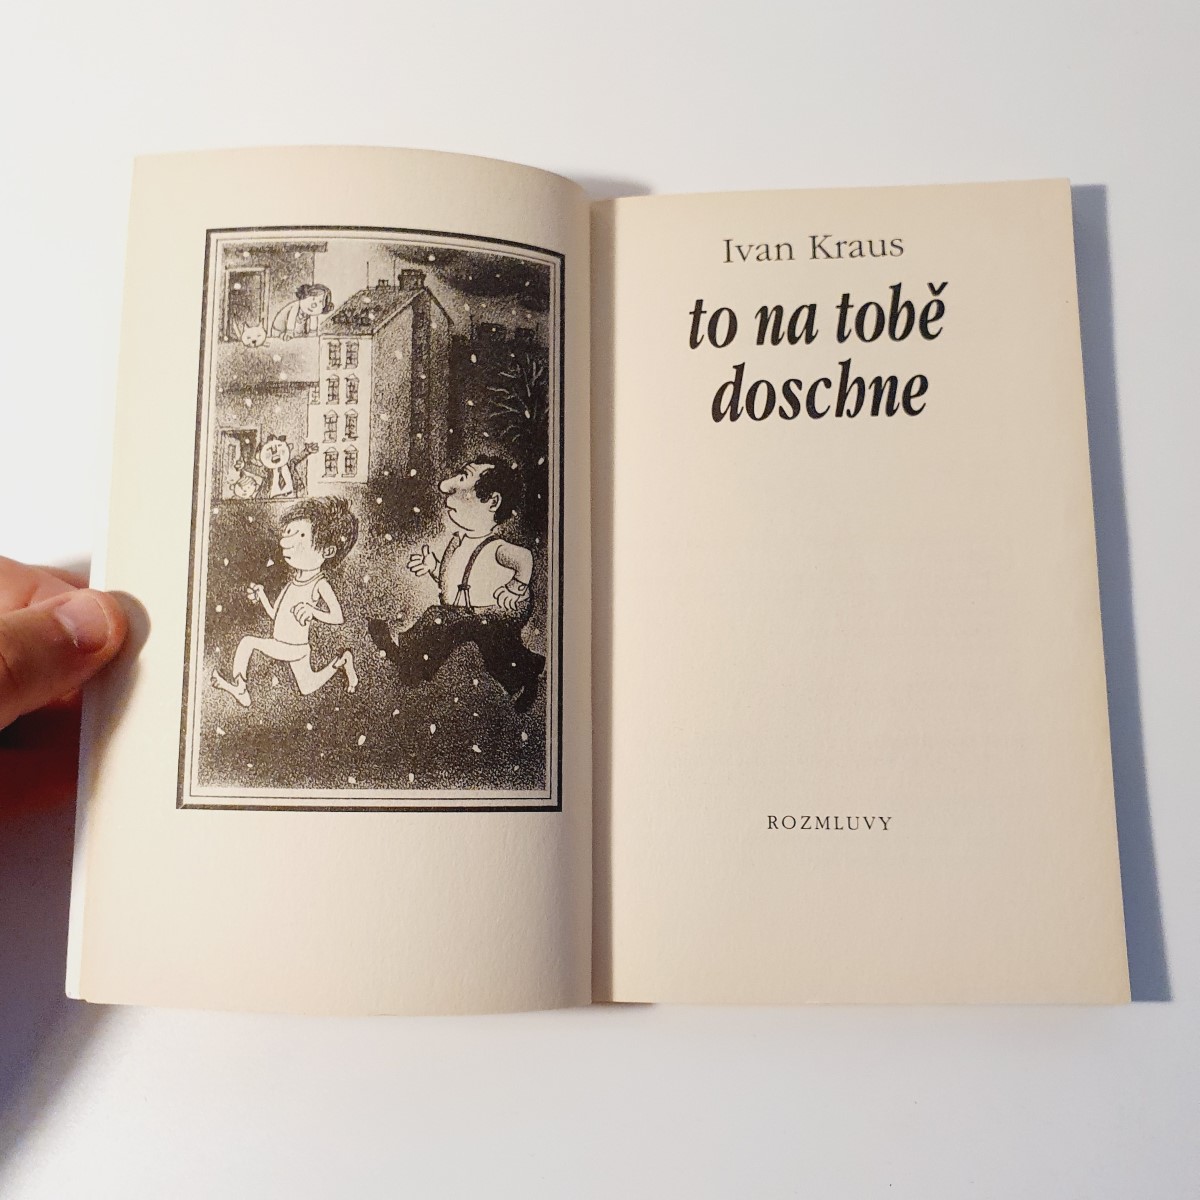 Ivan Kraus
to na tobě
doschne
ROZMLUVY